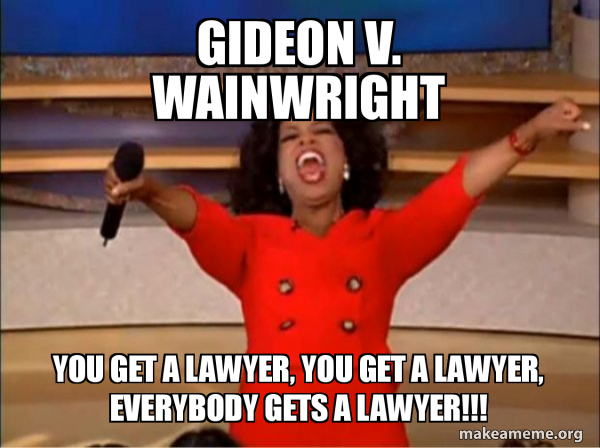 GIDEON V.
WAINWRIGHT
YOU GET A LAWYER, YOU GET A LAWYER,
EVERYBODY GETS A LAWYER!!!
makeameme.org